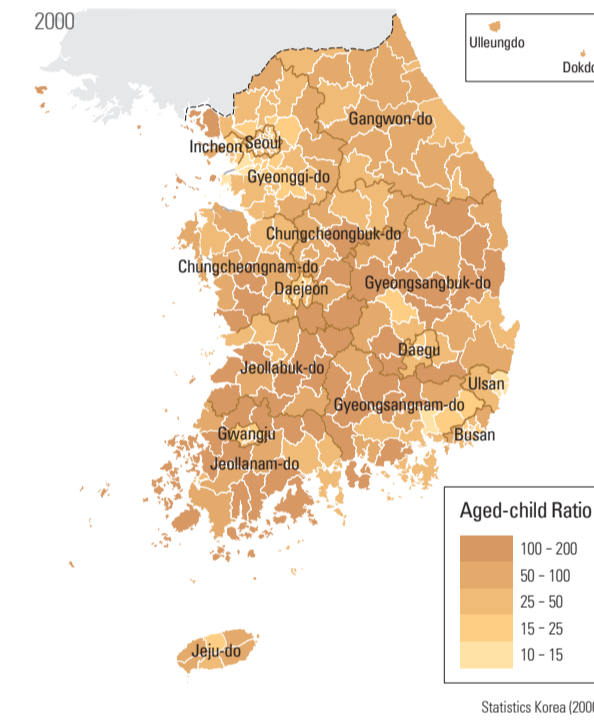 2000
Ulleungdo
Dokdo
Gangwon-do
Incheon
Seoul
Gyeonggi-do
Chungcheongbuk-do
Chungcheongnam-do
Daejeon
Gyeongsangbuk-do
Daegu
Jeollabuk-do
Ulsan
Gyeongsangnam-do
Gwangju
Busan
Jeollanam-do
Aged-child Ratio
100 - 200
50 - 100
25 - 50
15 - 25
10 - 15
Jeju-do
Statistics Korea (2000